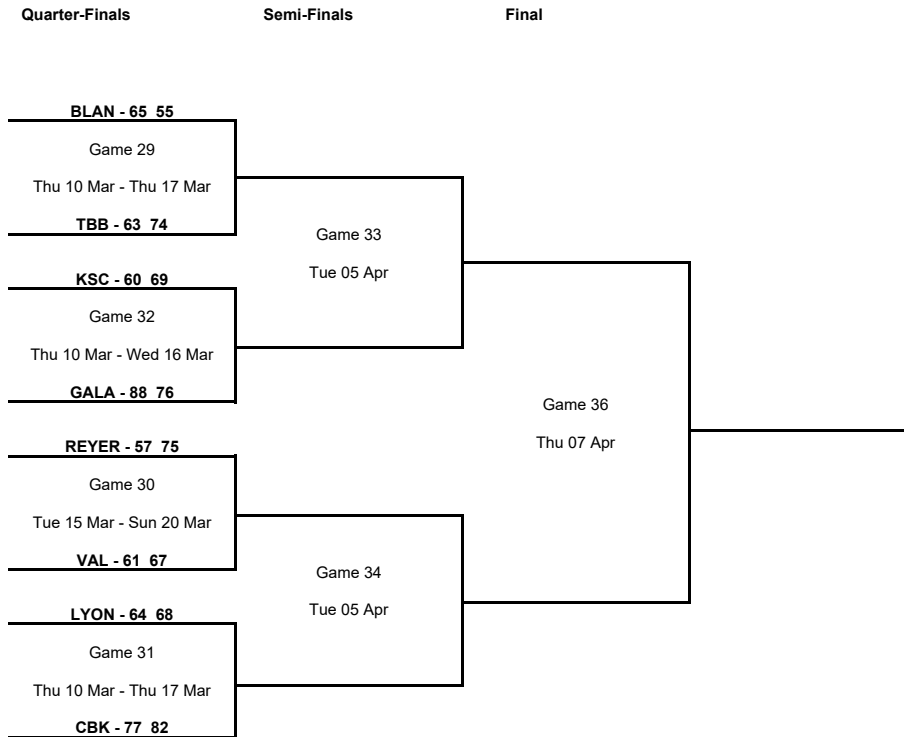 Quarter-Finals Semi-Finals Final
BLAN - 65 55
Game 29
Thu 10 Mar - Thu 17 Mar
TBB - 63 74
Game 33
Tue 05 Apr
KSC - 60 69
Game 32
Thu 10 Mar - Wed 16 Mar
GALA - 88 76
Game 36
Thu 07 Apr
REYER - 57 75
Game 30
Tue 15 Mar - Sun 20 Mar
VAL - 61 67
Game 34
Tue 05 Apr
LYON - 64 68
Game 31
Thu 10 Mar - Thu 17 Mar
CBK - 77 82